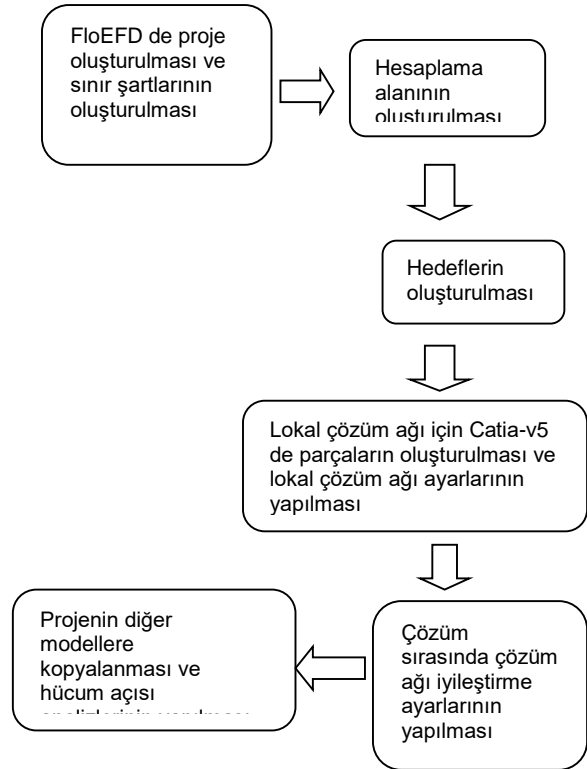 FloEFD de proje
oluşturulması ve
sınır şartlarının
oluşturulması
Hesaplama
alanının
oluşturulması
Hedeflerin
oluşturulması
Lokal çözüm ağı için Catia-v5
de parçaların oluşturulması ve
lokal çözüm ağı ayarlarının
yapılması
Çözüm
sırasında çözüm
ağı iyileştirme
ayarlarının
yapılması
Projenin diğer
modellere
kopyalanması ve
hücum açısı
analizlerinin yapılması